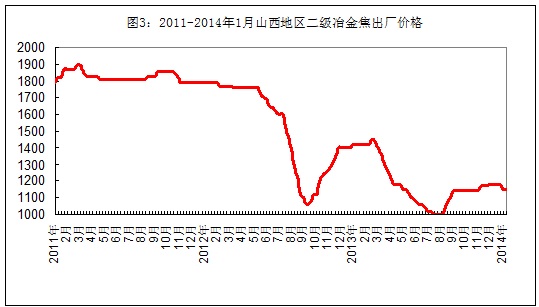 图3：2011-2014年1月山西地区二级冶金焦出厂价格
2000
1900
1800
1700
1600
1500
1400
1300
1200
1100
1000
2011年
2月
3月
4月
5月
6月
7月
8月
9月
10月
11月
12月
2012年
2月
3月
4月
5月
6月
7月
8月
9月
10月
11月
12月
2013年
2月
3月
4月
5月
6月
7月
8月
9月
10月
11月
12月
2014年